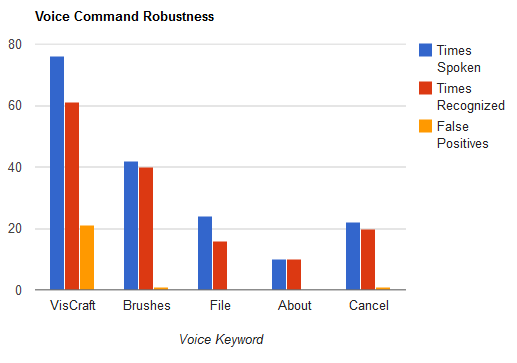 Voice Command Robustness
80
60
40
20
0
VisCraft Brushes File About Cancel
Voice Keyword
Times
Spoken
Times
Recognized
False
Positives